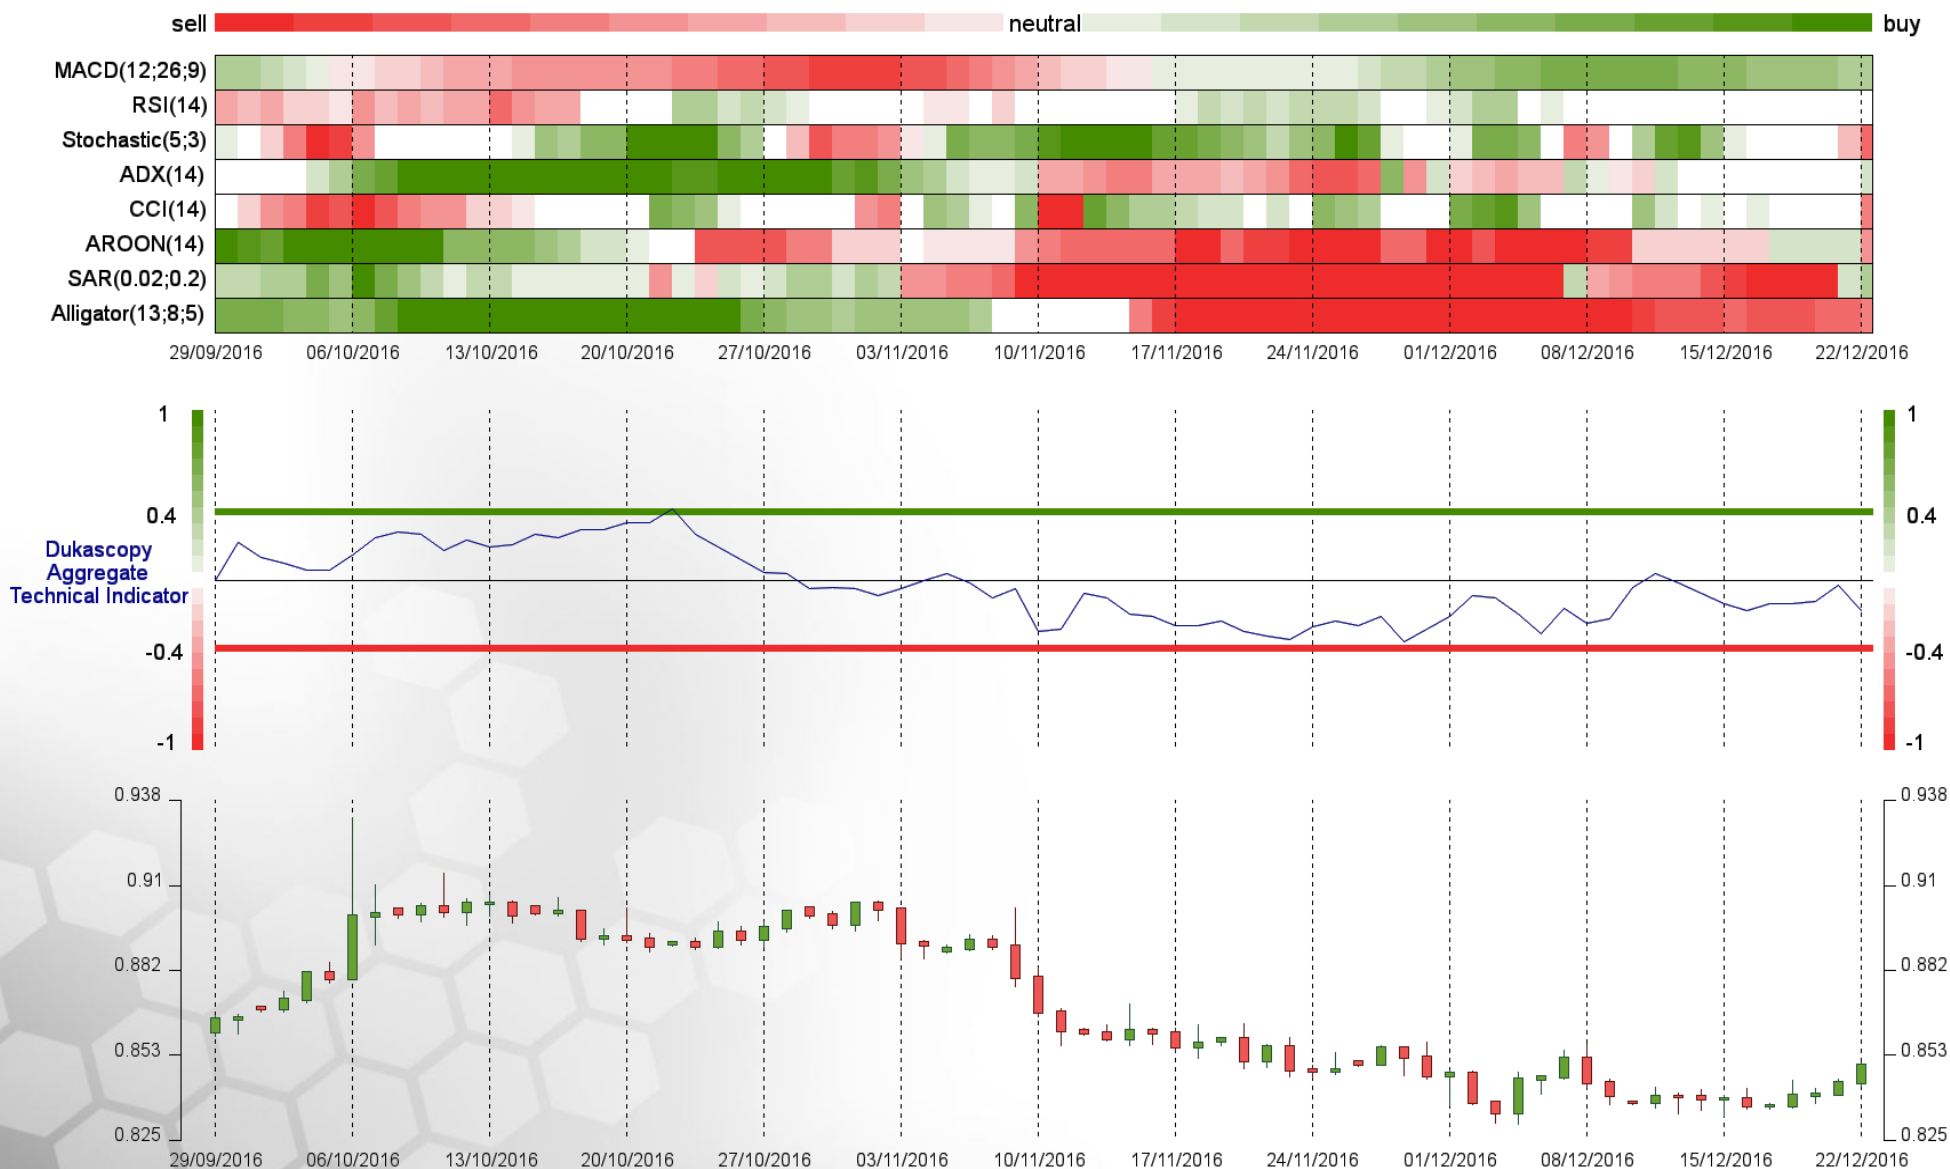 sell neutral buy
MACD(12;26;9)
RSI(14)
Stochastic(5;3)
ADX(14)
CCI(14)
AROON(14)
SAR(0.02;0.2)
Alligator(13;8;5)
29/09/2016 06/10/2016 13/10/2016 20/10/2016 27/10/2016 03/11/2016 10/11/2016 17/11/2016 24/11/2016 01/12/2016 08/12/2016 15/12/2016 22/12/2016
1 1
0.4 0.4
Dukascopy
Aggregate
Technical Indicator
-0.4 -0.4
-1 -1
0.938 0.938
0.91 0.91
0.882 0.882
0.853 0.853
0.825 0.825
29/09/2016 06/10/2016 13/10/2016 20/10/2016 27/10/2016 03/11/2016 10/11/2016 17/11/2016 24/11/2016 01/12/2016 08/12/2016 15/12/2016 22/12/2016